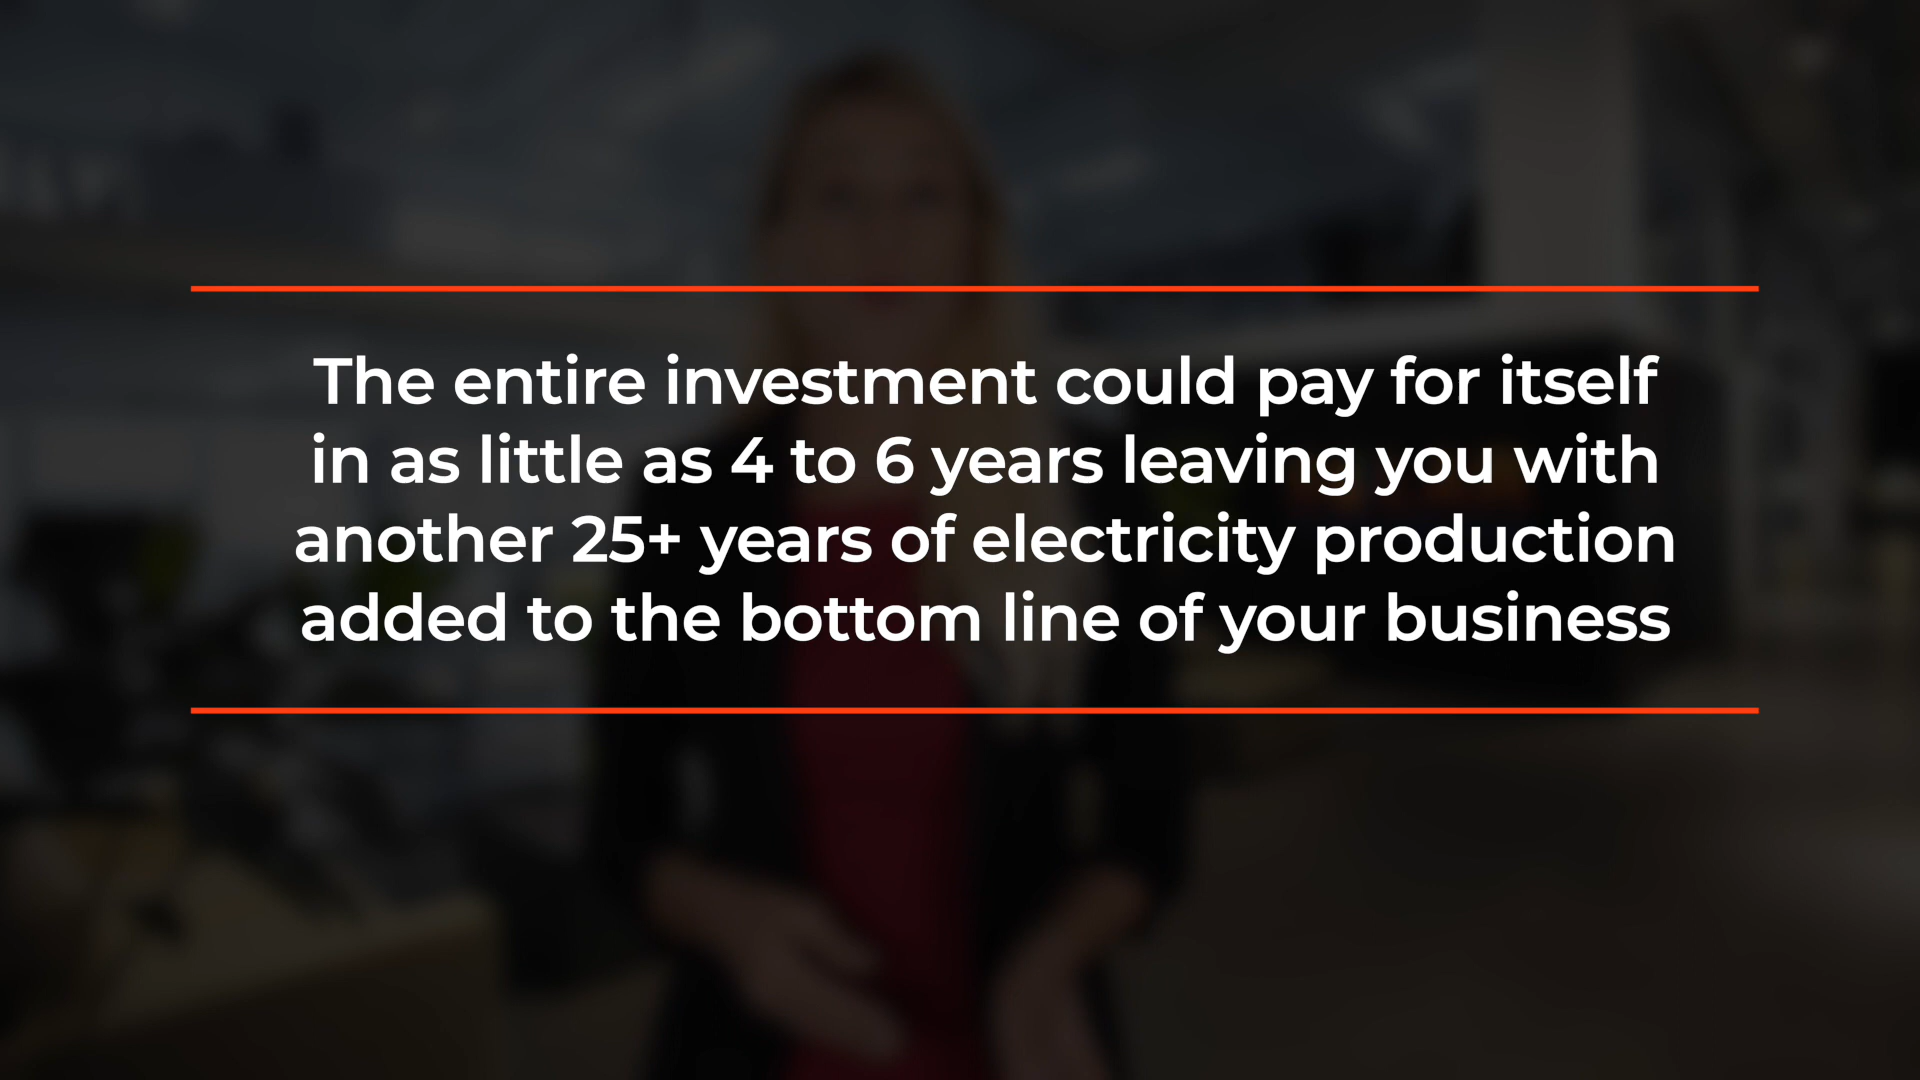 The entire investment could pay for itself
in as little as 4 to 6 years leaving you with
another 25+ years of electricity production
added to the bottom line of your business